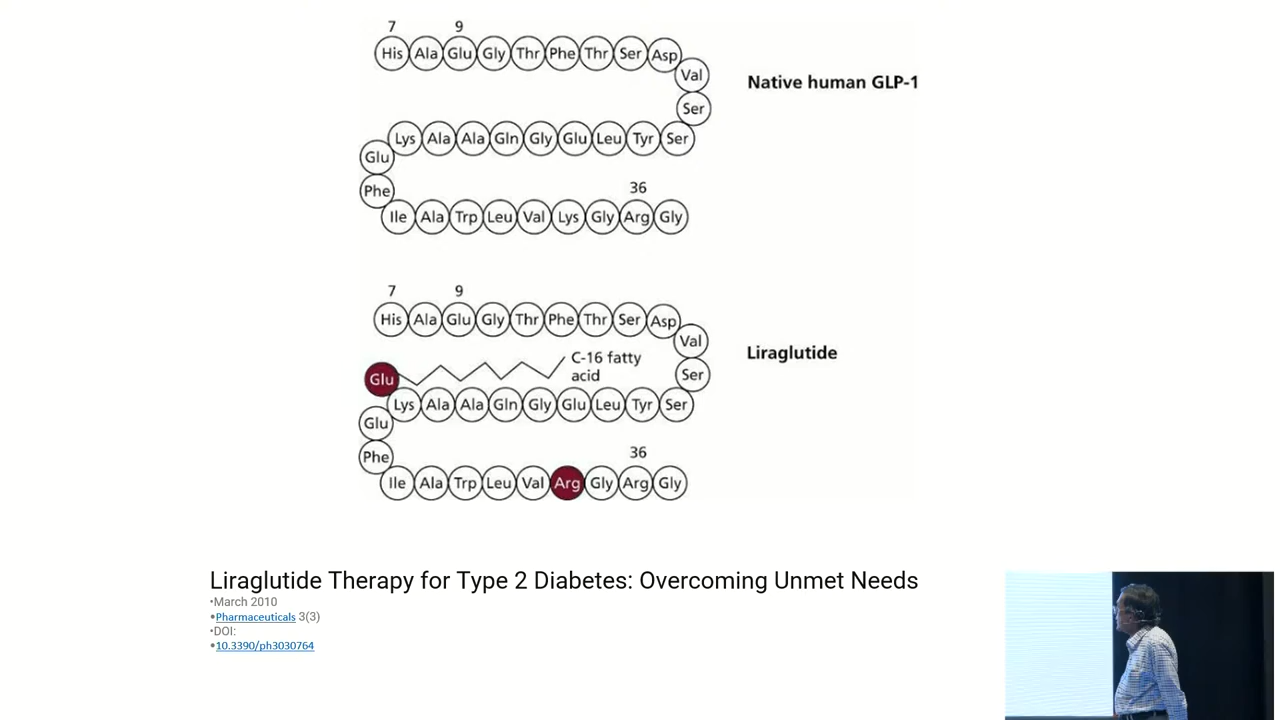 7 9
His Ala Glu Gly Thr Phe Thr Ser Asp
Val
Native human GLP-1
Ser
Lys Ala Ala Gln Gly Glu Leu Tyr Ser
Glu
Phe
36
Ile Ala Trp Leu Val Lys Gly Arg Gly
7 9
His Ala Glu Gly Thr Phe Thr Ser Asp
Val
Liraglutide
C-16 fatty
acid
Glu
Ser
Lys Ala Ala Gln Gly Glu Leu Tyr Ser
Glu
Phe
36
Ile Ala Trp Leu Val Arg Gly Arg Gly
Liraglutide Therapy for Type 2 Diabetes: Overcoming Unmet Needs
•March 2010
•Pharmaceuticals 3(3)
•DOI:
•10.3390/ph3030764